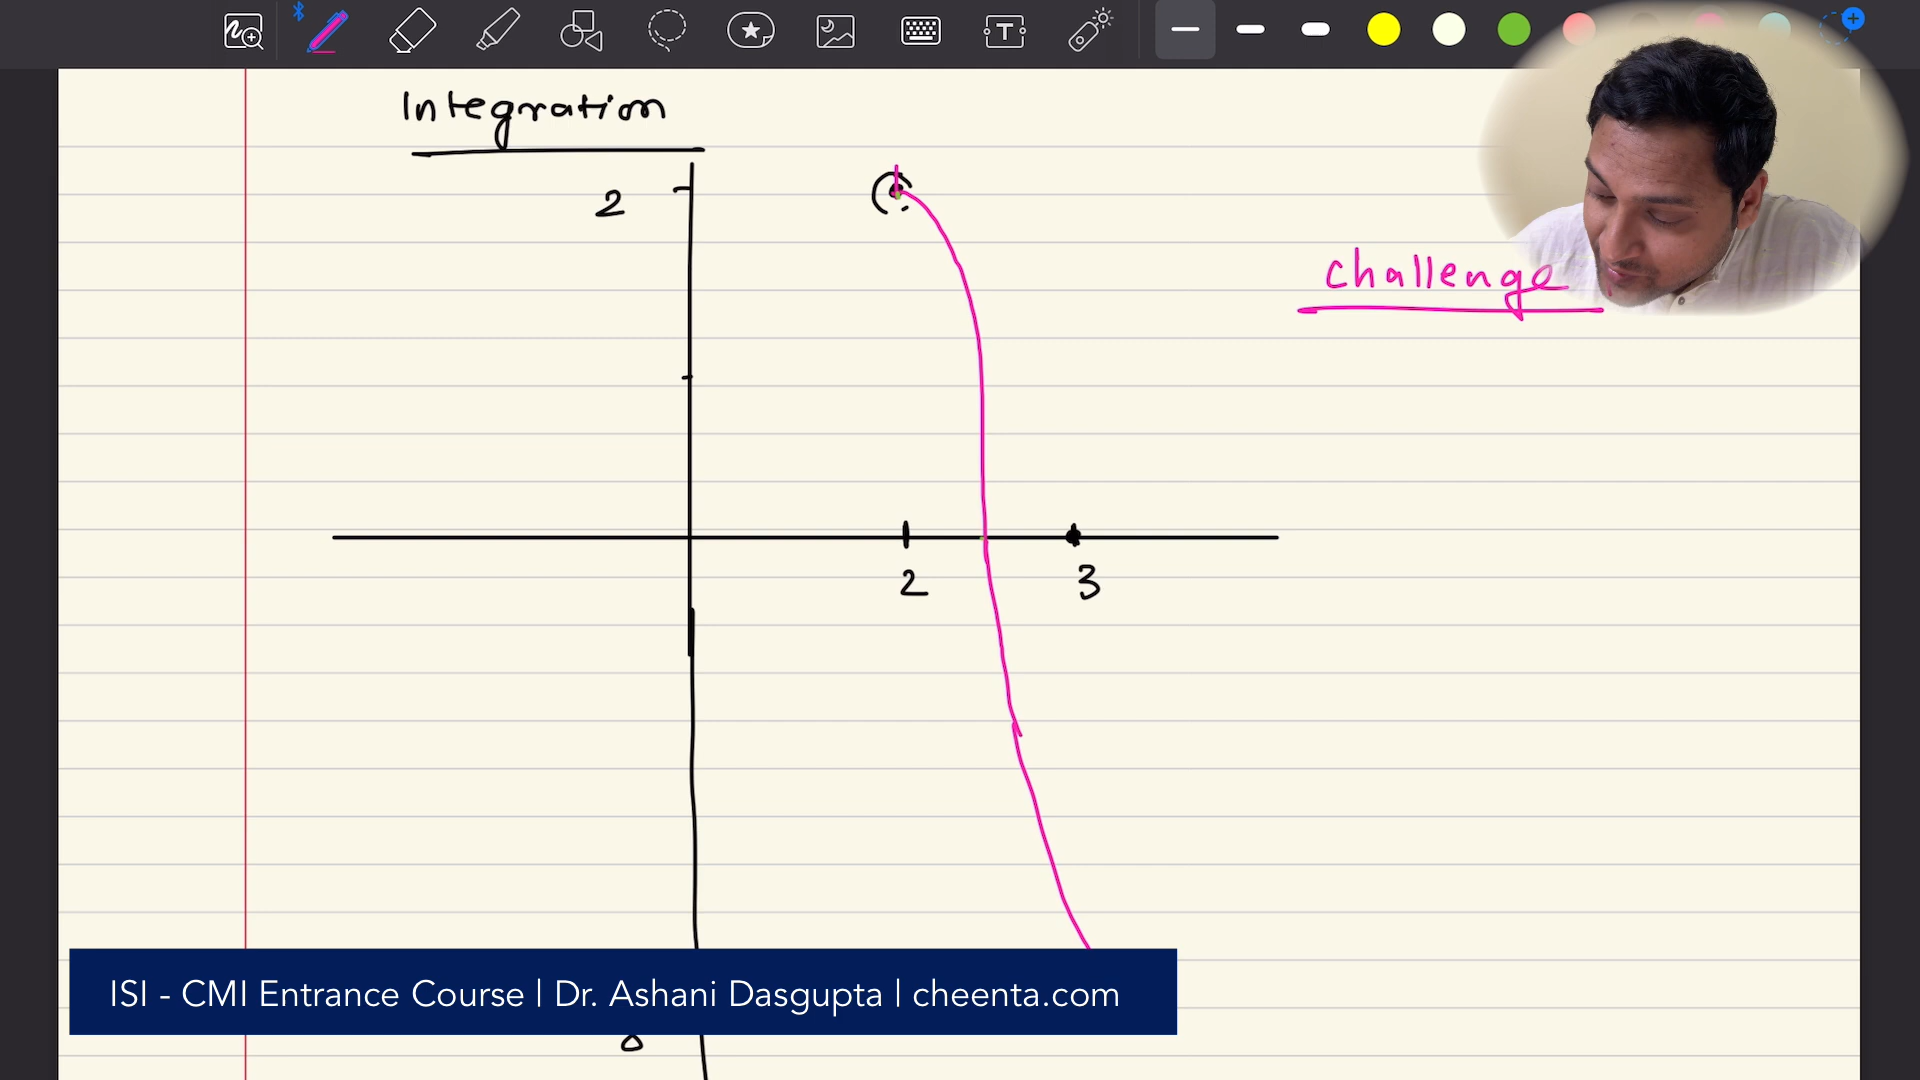 Integration
2
challenge
2
3
ISI - CMI Entrance Course | Dr. Ashani Dasgupta | cheenta.com